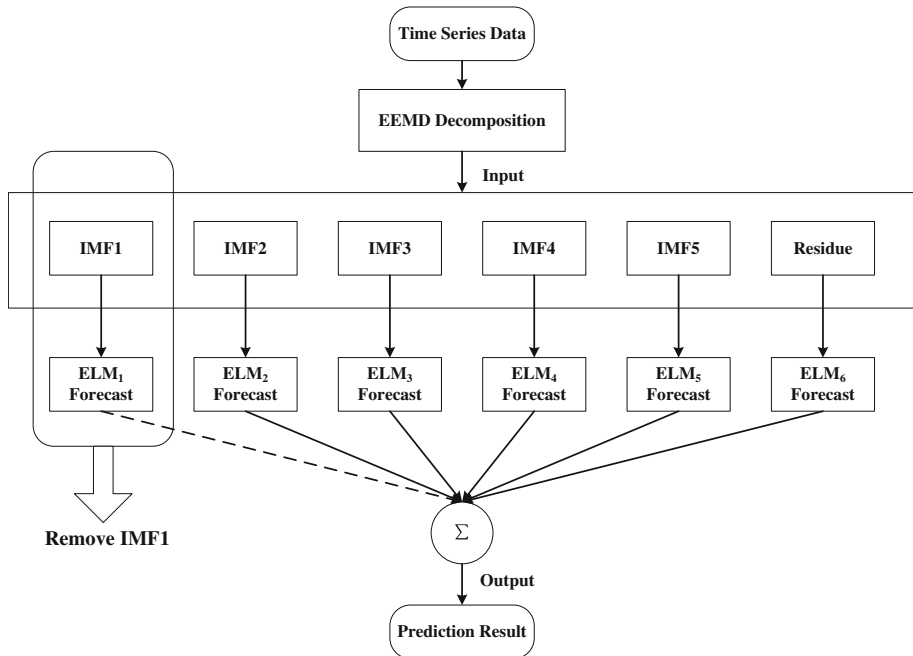 Time Series Data
EEMD Decomposition
Input
IMF1
IMF2
IMF3
IMF4
IMF5
Residue
ELM₁
Forecast
ELM₂
Forecast
ELM₃
Forecast
ELM₄
Forecast
ELM₅
Forecast
ELM₆
Forecast
Remove IMF1
Σ
Output
Prediction Result